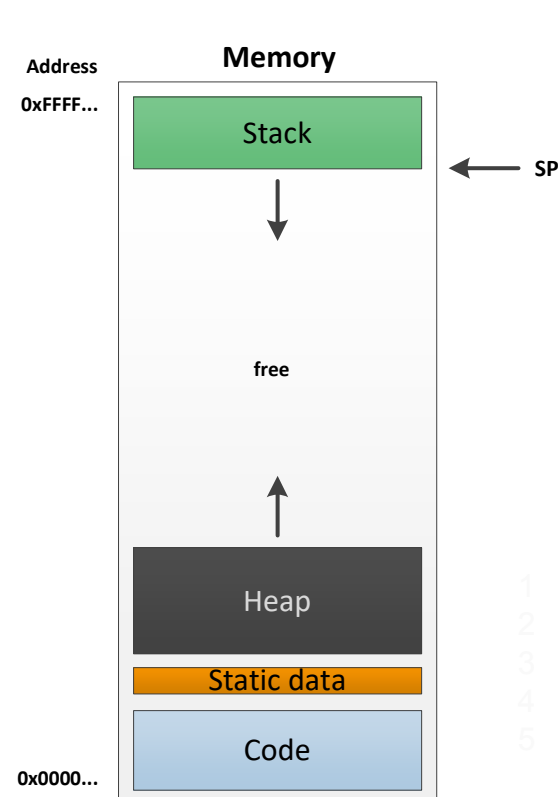 Memory
Address
0xFFFF...
Stack
SP
free
Heap
1
2
3
4
5
Static data
Code
0x0000...